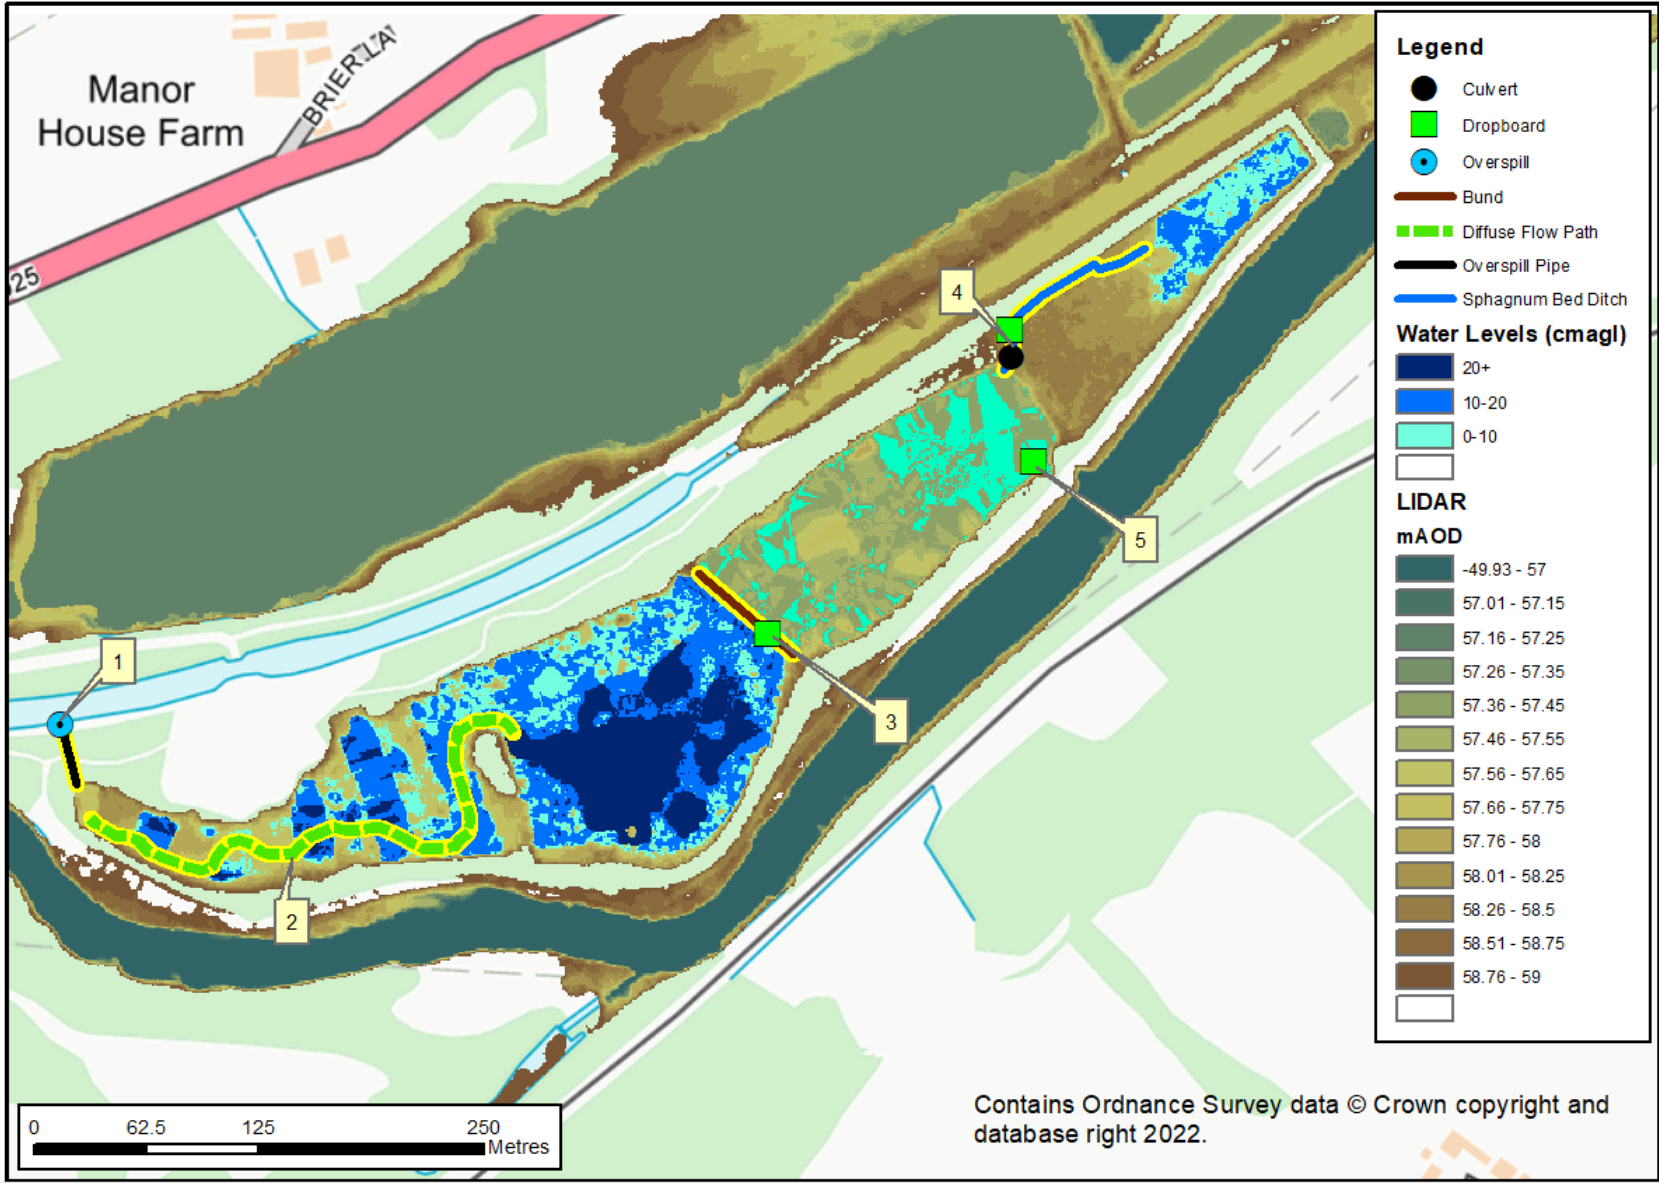 Manor
House Farm
BRIER LA
025
1
2
3
4
5
Legend
Culvert
Dropboard
Overspill
Bund
Diffuse Flow Path
Overspill Pipe
Sphagnum Bed Ditch
Water Levels (cmagl)
20+
10-20
0-10
LIDAR
mAOD
-49.93 - 57
57.01 - 57.15
57.16 - 57.25
57.26 - 57.35
57.36 - 57.45
57.46 - 57.55
57.56 - 57.65
57.66 - 57.75
57.76 - 58
58.01 - 58.25
58.26 - 58.5
58.51 - 58.75
58.76 - 59
0 62.5 125 250
Metres
Contains Ordnance Survey data © Crown copyright and
database right 2022.